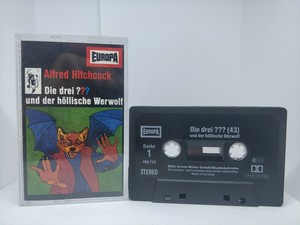 EUROPA
Alfred Hitchcock
Die drei ???
und der höllische Werwolf
EUROPA
Die drei ??? (43)
und der höllische Werwolf
Seite
1
STEREO